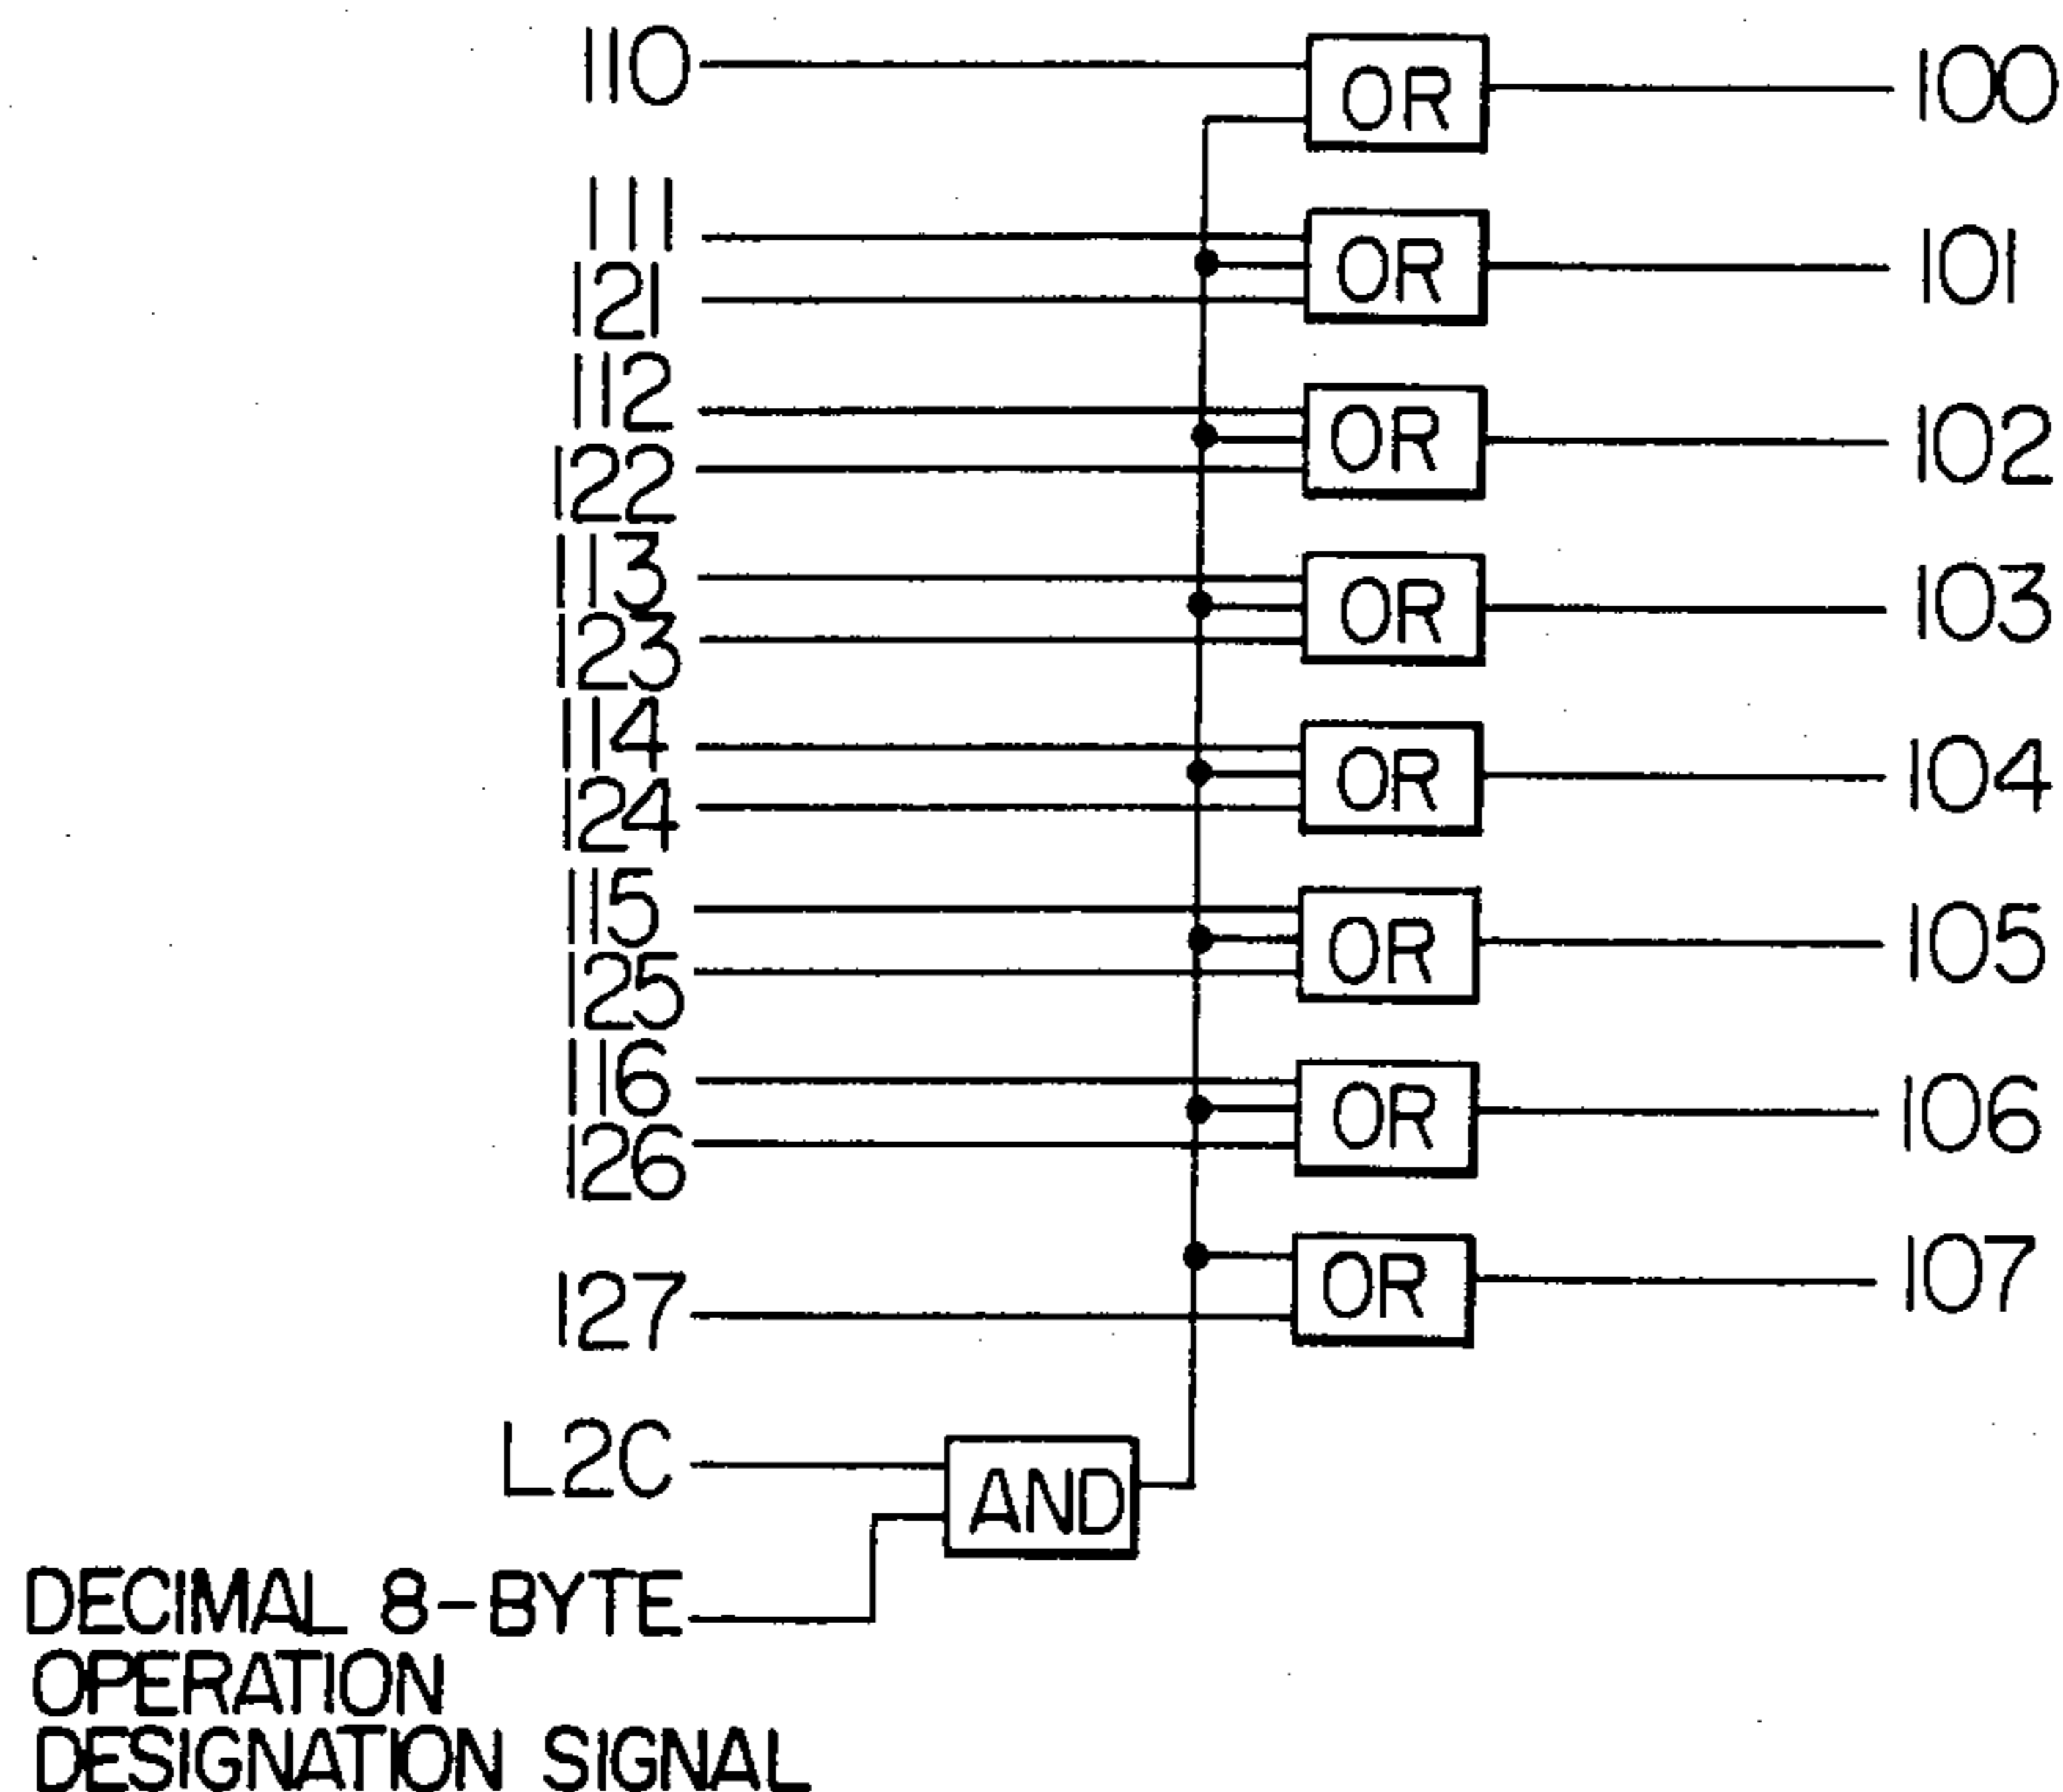 110
OR
100
111
OR
101
121
112
OR
102
122
113
OR
103
123
114
OR
104
124
115
OR
105
125
116
OR
106
126
OR
107
127
L2C
AND
DECIMAL 8-BYTE
OPERATION
DESIGNATION SIGNAL